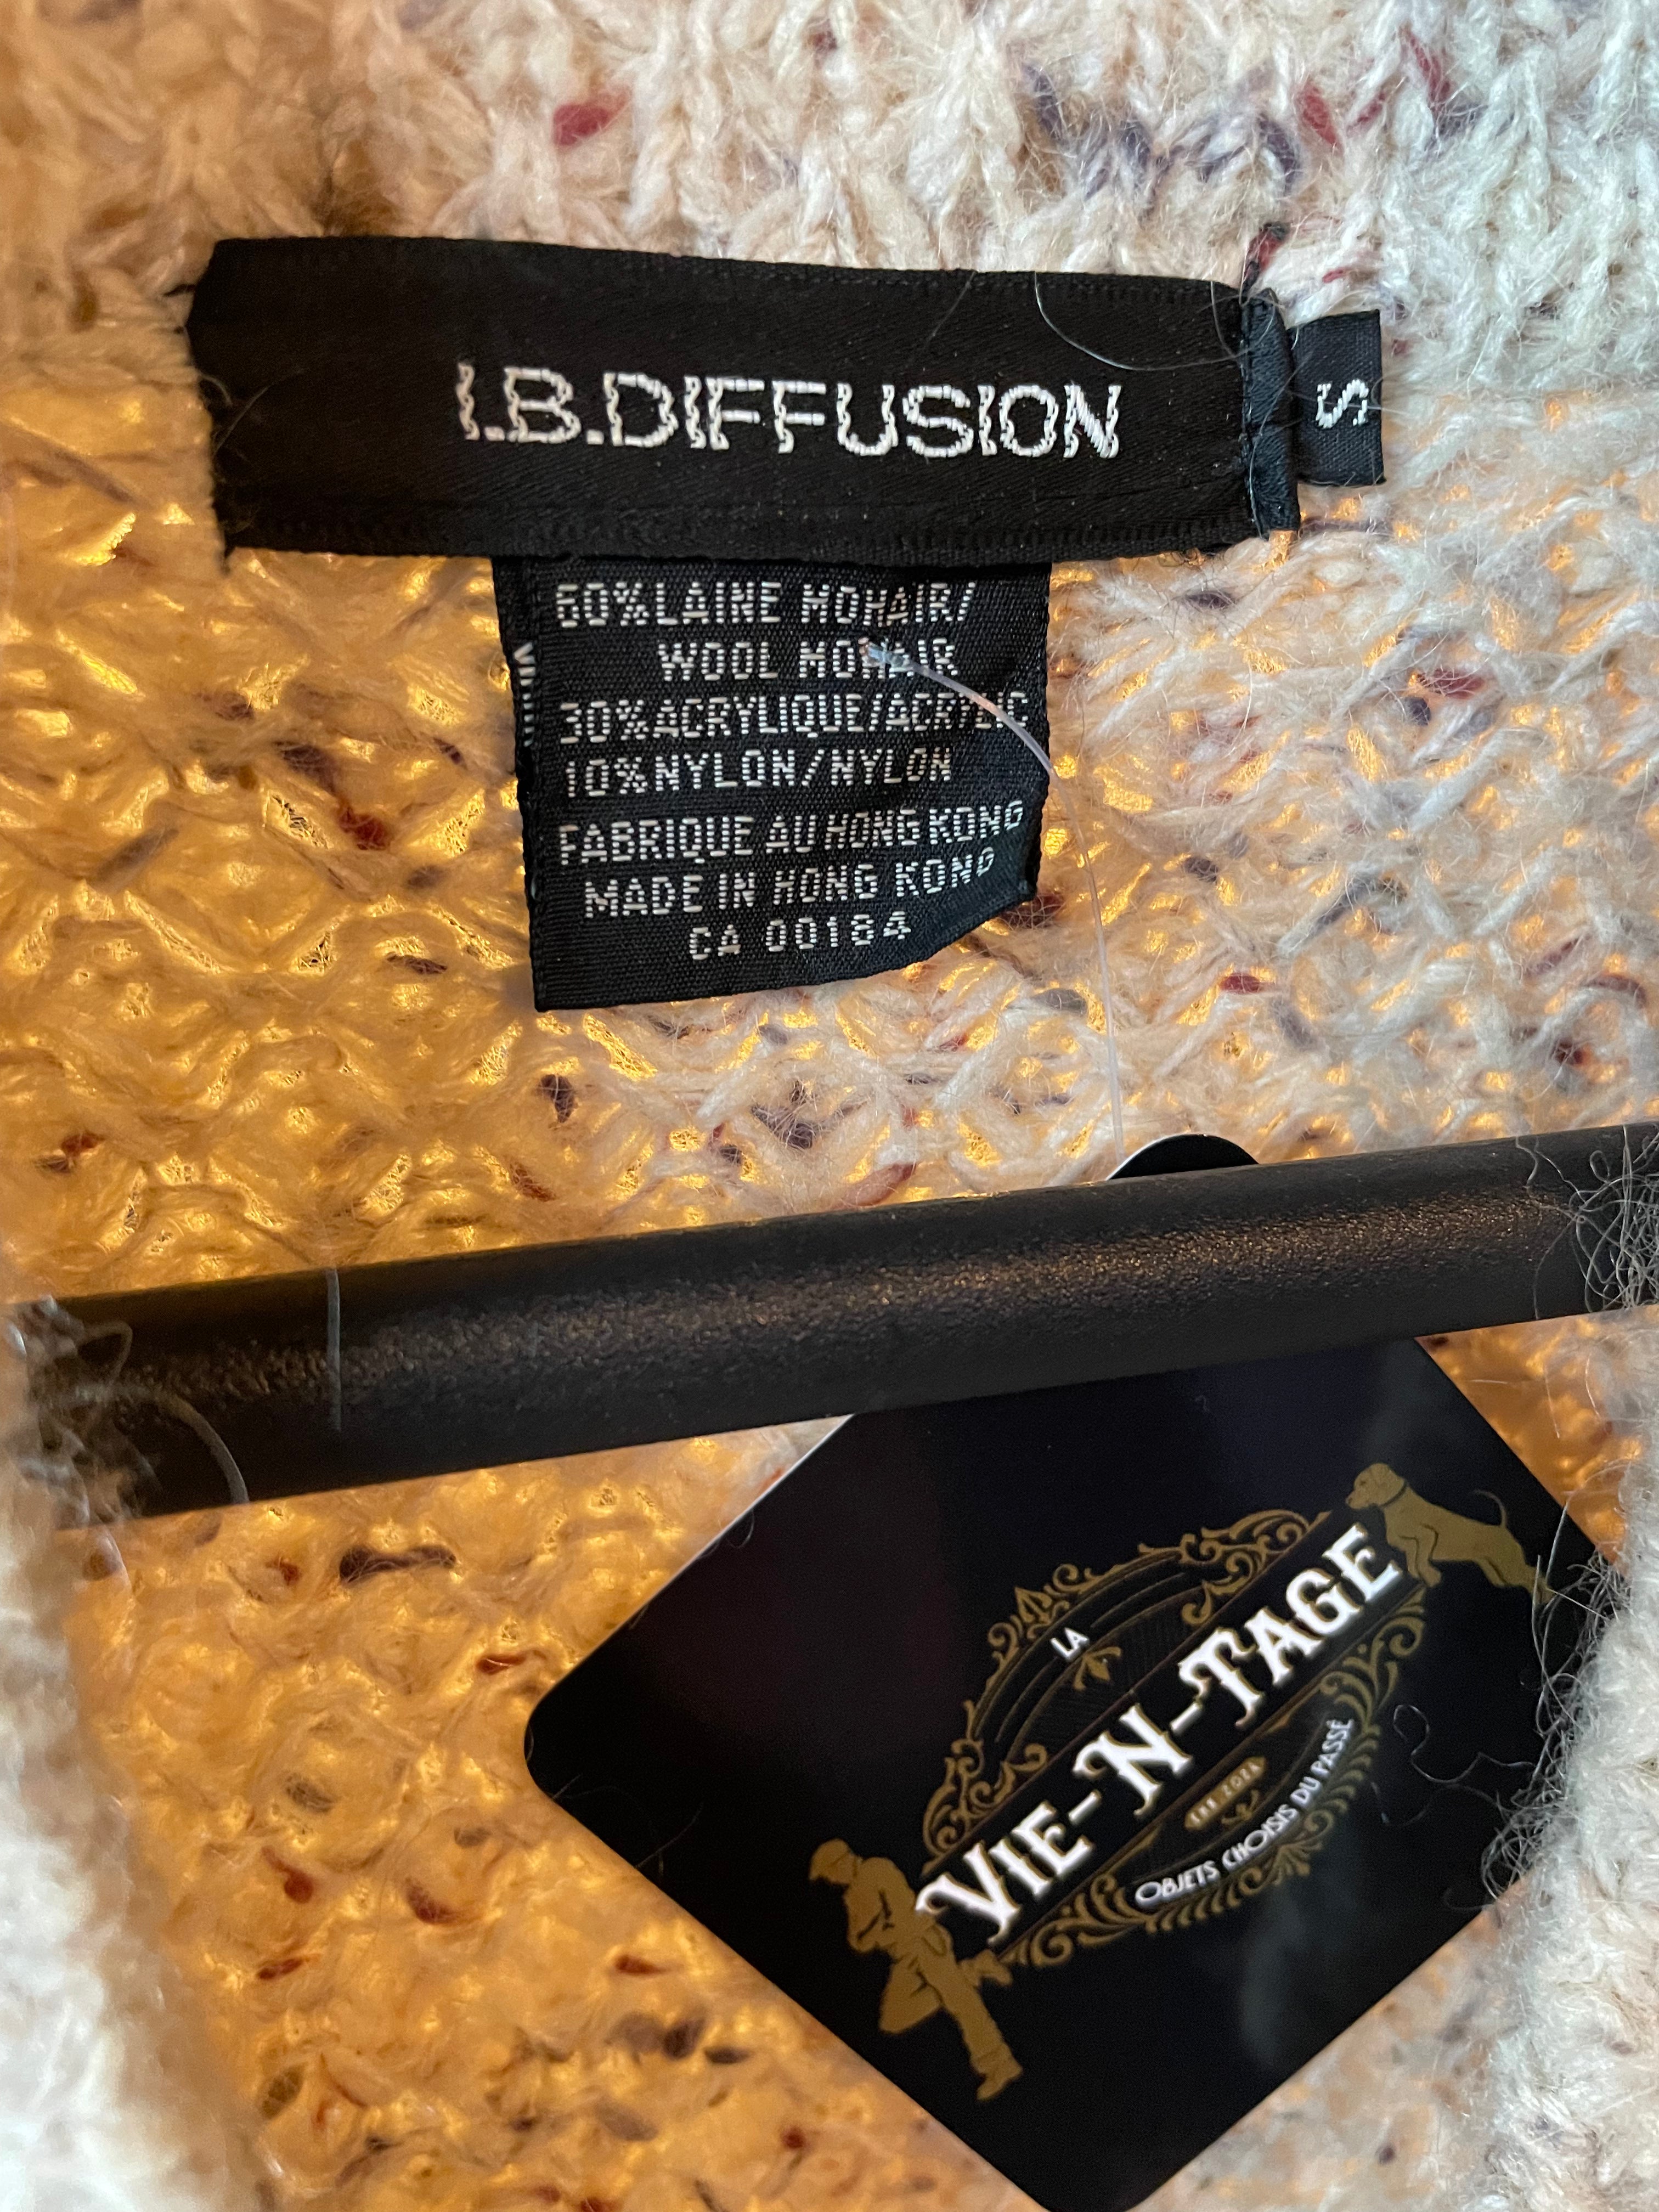 I.B.DIFFUSION
S
60%LAINE MOHAIR/
WOOL MOHAIR
30%ACRYLIQUE/ACRYLIC
10%NYLON/NYLON
FABRIQUE AU HONG KONG
MADE IN HONG KONG
CA 00184
LA
VIE-N-TAGE
OBJETS CHOISIS DU PASSÉ